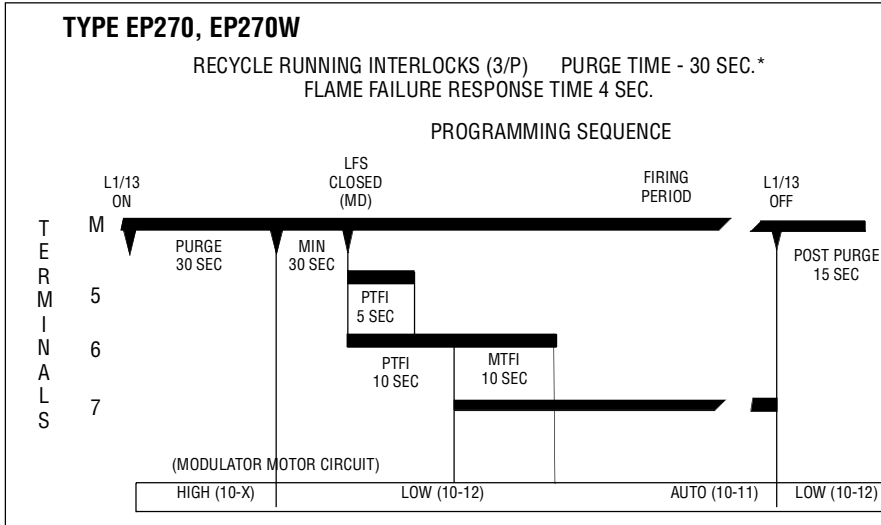 TYPE EP270, EP270W
RECYCLE RUNNING INTERLOCKS (3/P) PURGE TIME - 30 SEC.*
FLAME FAILURE RESPONSE TIME 4 SEC.
PROGRAMMING SEQUENCE
L1/13
ON
LFS
CLOSED
(MD)
FIRING
PERIOD
L1/13
OFF
TERMINALS
M
PURGE
30 SEC
MIN
30 SEC
POST PURGE
15 SEC
5
PTFI
5 SEC
6
PTFI
10 SEC
MTFI
10 SEC
7
(MODULATOR MOTOR CIRCUIT)
HIGH (10-X) LOW (10-12) AUTO (10-11) LOW (10-12)